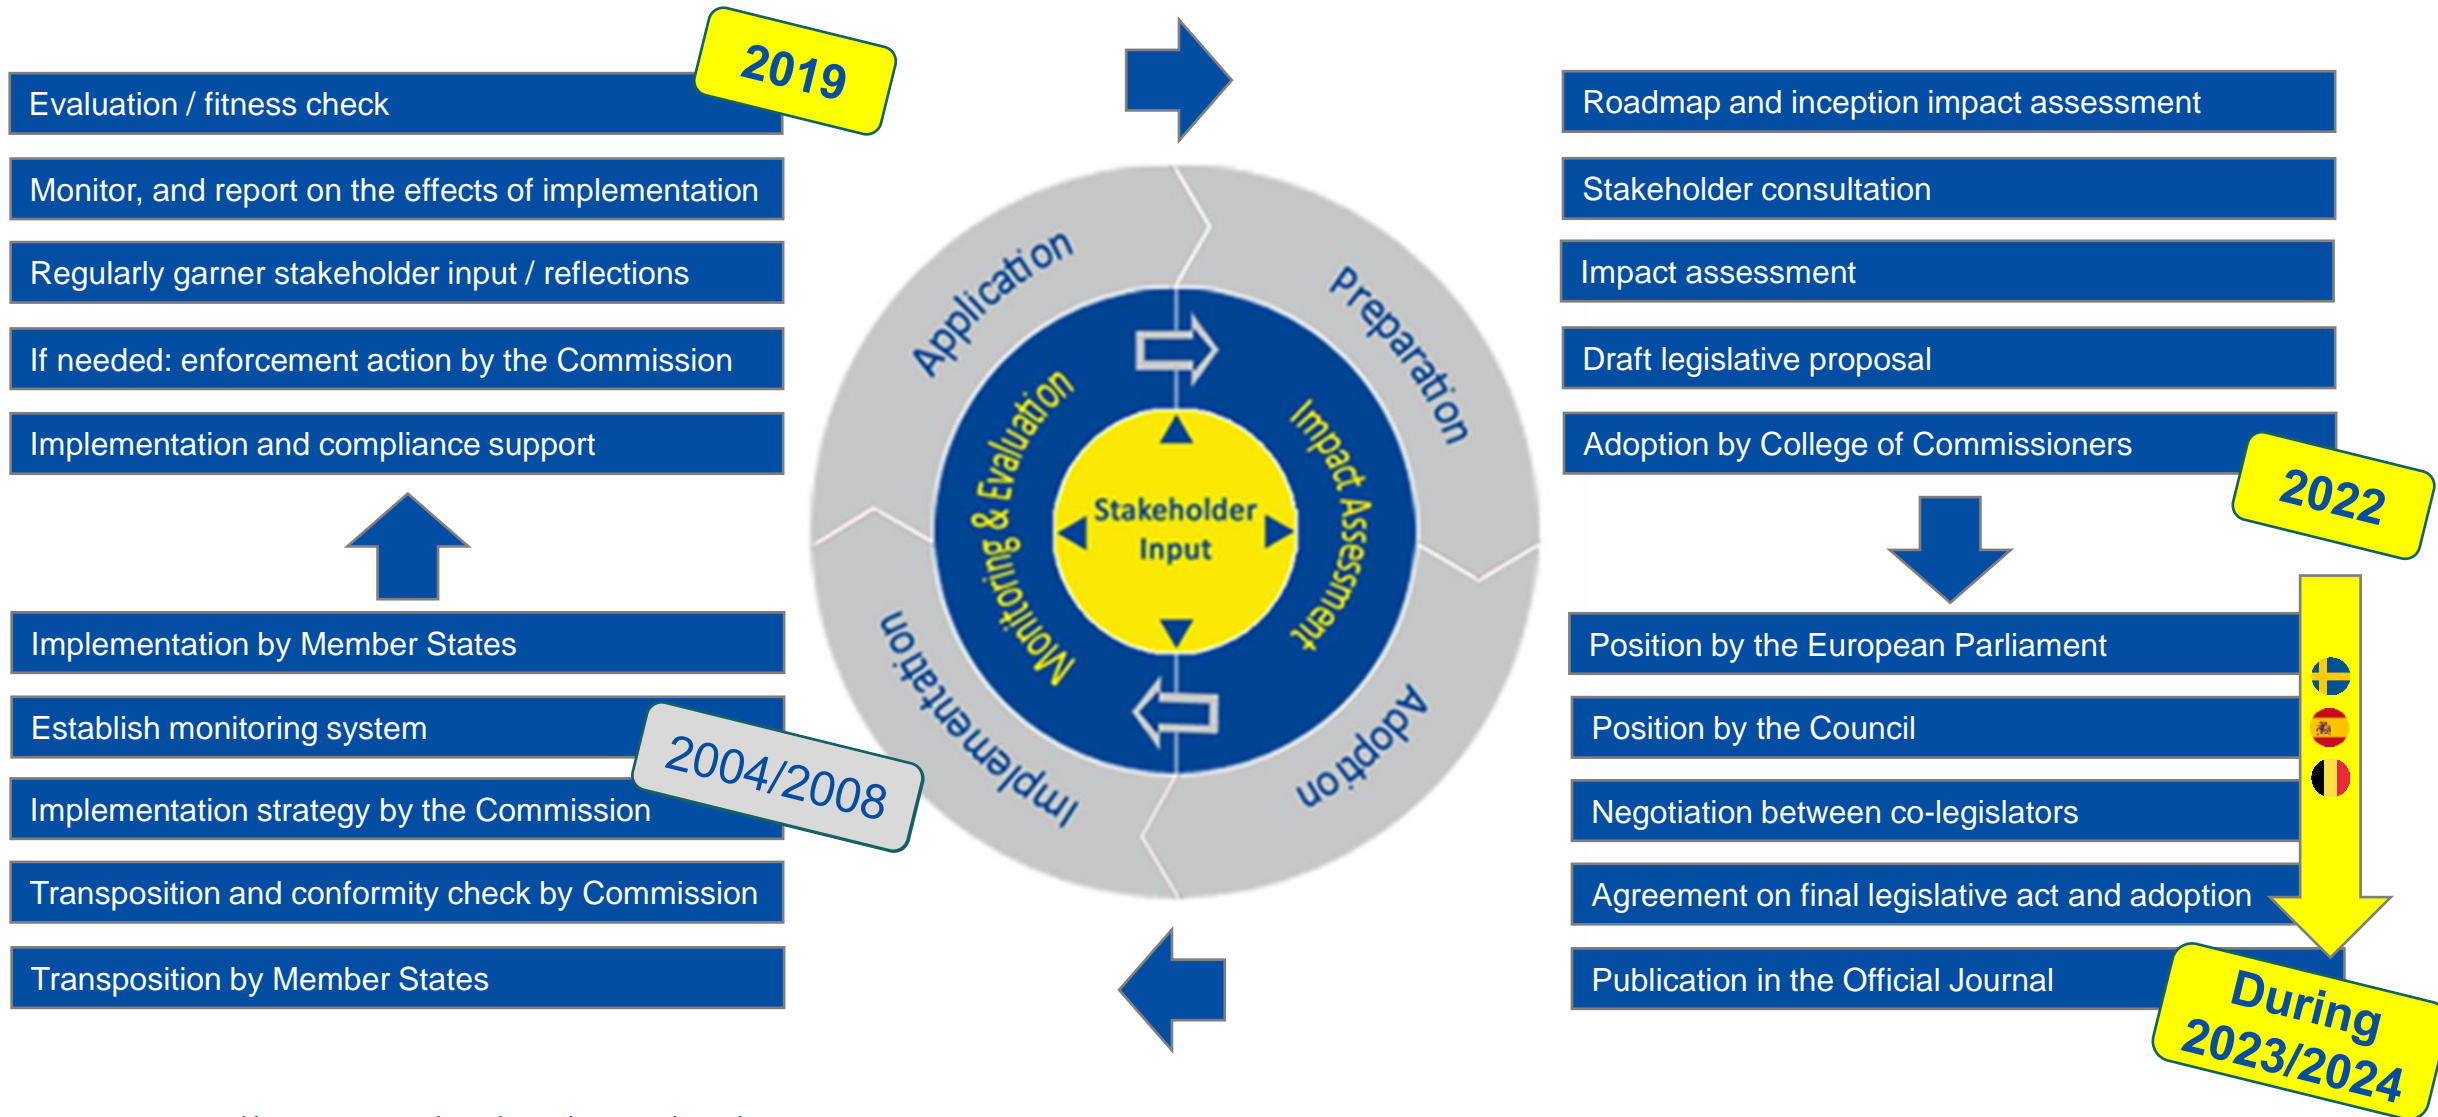 2019
Evaluation / fitness check
Monitor, and report on the effects of implementation
Regularly garner stakeholder input / reflections
If needed: enforcement action by the Commission
Implementation and compliance support
Implementation by Member States
Establish monitoring system
2004/2008
Implementation strategy by the Commission
Transposition and conformity check by Commission
Transposition by Member States
Application
Preparation
Adoption
Implementation
Monitoring & Evaluation
Impact Assessment
Stakeholder
Input
Roadmap and inception impact assessment
Stakeholder consultation
Impact assessment
Draft legislative proposal
Adoption by College of Commissioners
2022
Position by the European Parliament
Position by the Council
Negotiation between co-legislators
Agreement on final legislative act and adoption
Publication in the Official Journal
During
2023/2024